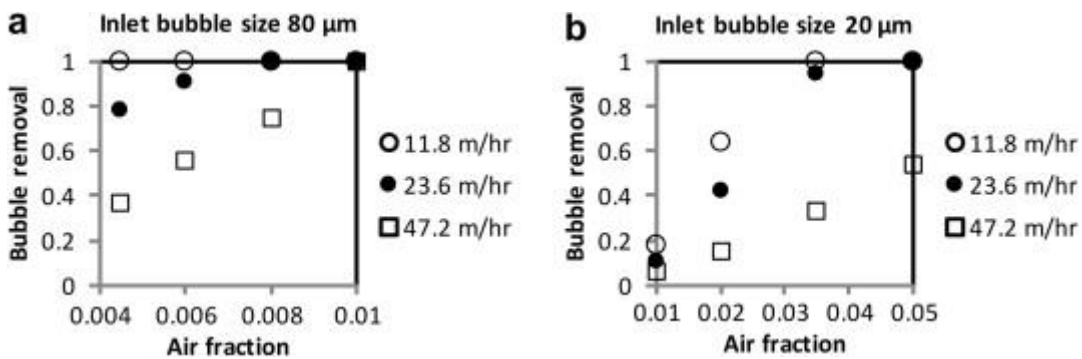 a
Inlet bubble size 80 µm
Bubble removal
1
0.8
0.6
0.4
0.2
0
0.004 0.006 0.008 0.01
Air fraction
11.8 m/hr
23.6 m/hr
47.2 m/hr
b
Inlet bubble size 20 µm
Bubble removal
1
0.8
0.6
0.4
0.2
0
0.01 0.02 0.03 0.04 0.05
Air fraction
11.8 m/hr
23.6 m/hr
47.2 m/hr